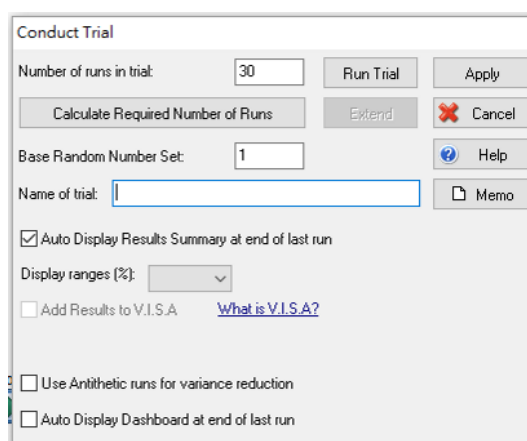 Conduct Trial
Number of runs in trial: 30 Run Trial Apply
Calculate Required Number of Runs Extend Cancel
Base Random Number Set: 1 Help
Name of trial: Memo
Auto Display Results Summary at end of last run
Display ranges (%):
Add Results to V.I.S.A What is V.I.S.A?
Use Antithetic runs for variance reduction
Auto Display Dashboard at end of last run